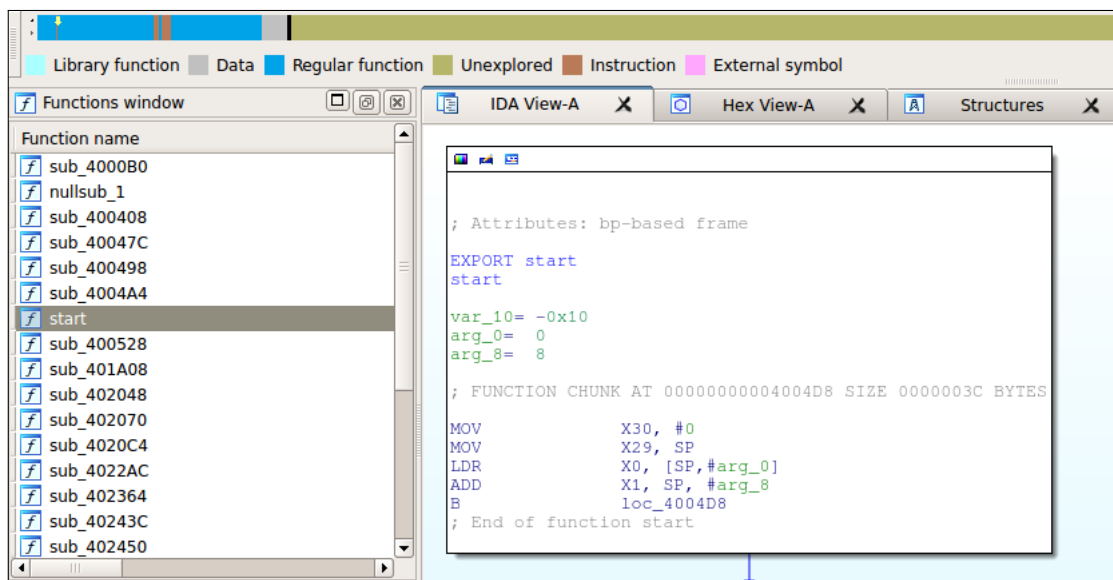 Library function Data Regular function Unexplored Instruction External symbol
Functions window
IDA View-A
Hex View-A
Structures
Function name
sub_4000B0
nullsub_1
sub_400408
sub_40047C
sub_400498
sub_4004A4
start
sub_400528
sub_401A08
sub_402048
sub_402070
sub_4020C4
sub_4022AC
sub_402364
sub_40243C
sub_402450
; Attributes: bp-based frame
EXPORT start
start
var_10= -0x10
arg_0= 0
arg_8= 8
; FUNCTION CHUNK AT 00000000004004D8 SIZE 0000003C BYTES
MOV X30, #0
MOV X29, SP
LDR X0, [SP,#arg_0]
ADD X1, SP, #arg_8
B loc_4004D8
; End of function start